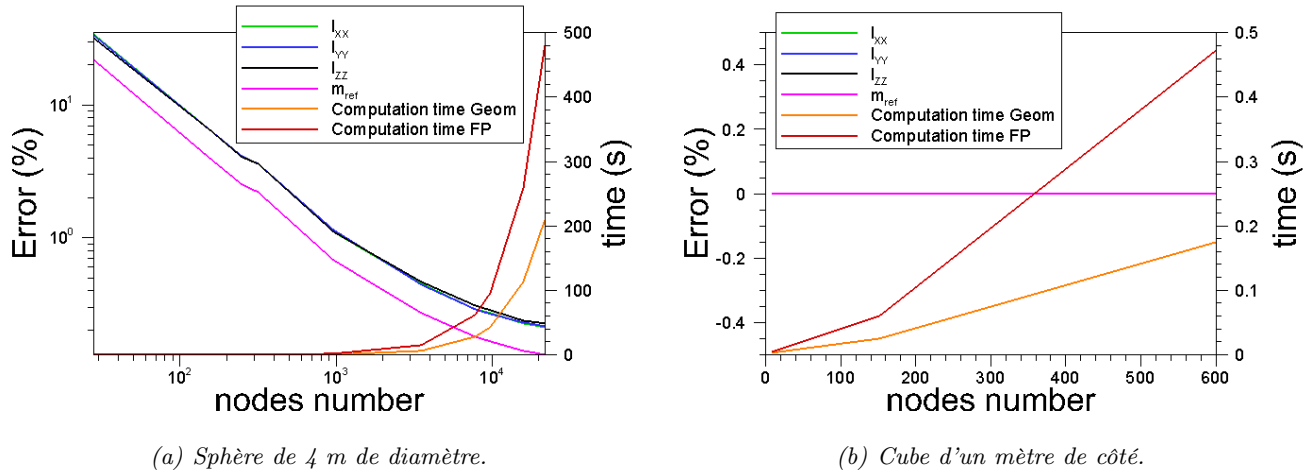 I_XX
I_YY
I_ZZ
m_ref
Computation time Geom
Computation time FP
Error (%)
10^1
10^0
500
400
300
200
100
0
time (s)
10^2
10^3
10^4
nodes number
(a) Sphère de 4 m de diamètre.
I_XX
I_YY
I_ZZ
m_ref
Computation time Geom
Computation time FP
Error (%)
0.4
0.2
0
-0.2
-0.4
0.5
0.4
0.3
0.2
0.1
0
time (s)
0
100
200
300
400
500
600
nodes number
(b) Cube d'un mètre de côté.